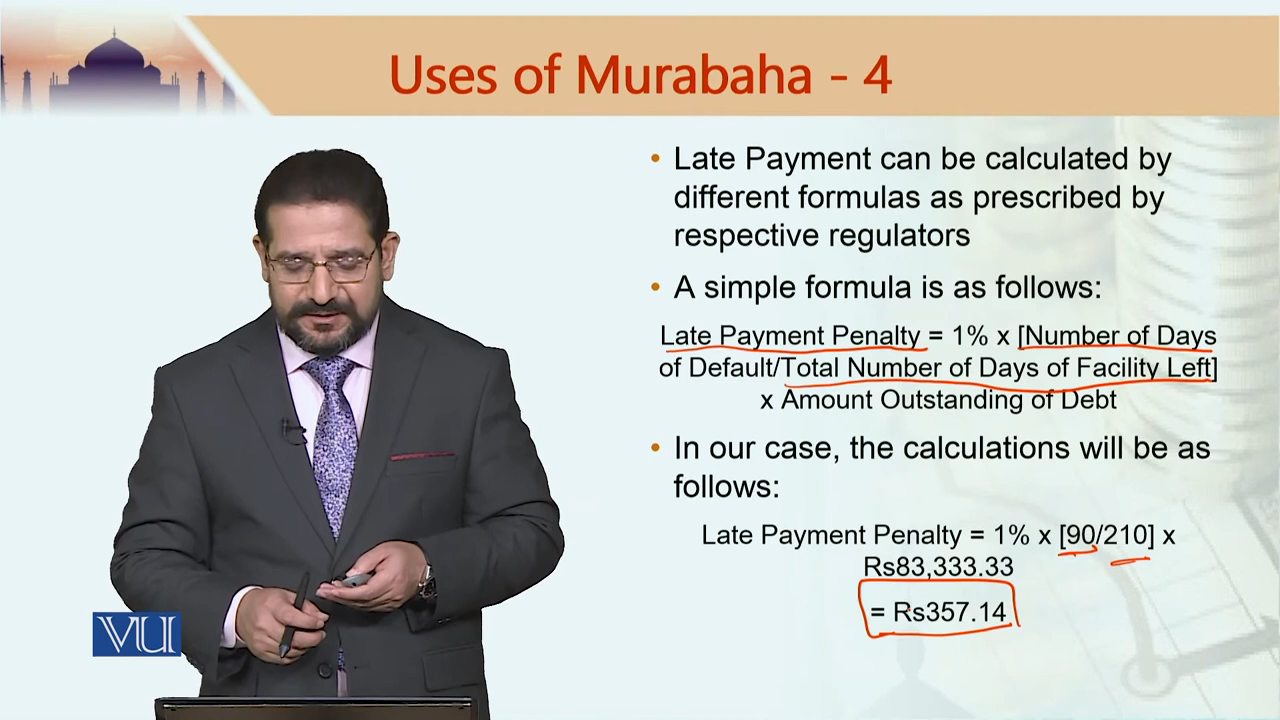 Uses of Murabaha - 4
• Late Payment can be calculated by
different formulas as prescribed by
respective regulators
• A simple formula is as follows:
Late Payment Penalty = 1% x [Number of Days
of Default/Total Number of Days of Facility Left]
x Amount Outstanding of Debt
• In our case, the calculations will be as
follows:
Late Payment Penalty = 1% x [90/210] x
Rs83,333.33
= Rs357.14
VU